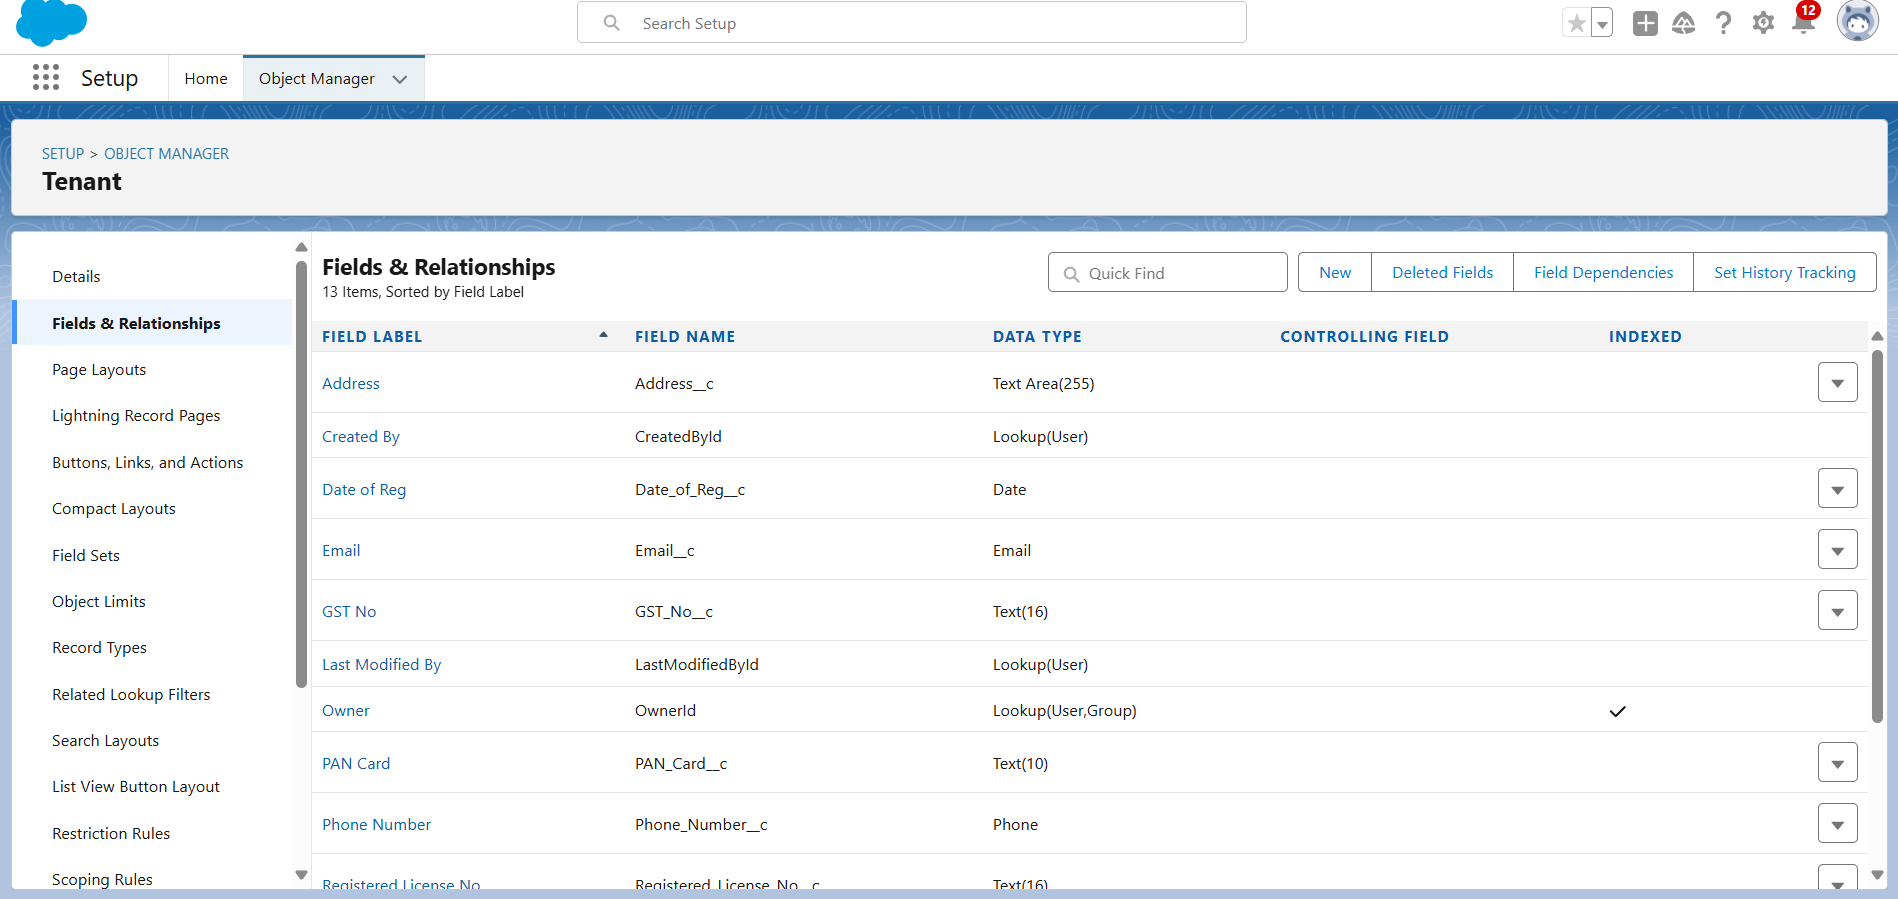 Search Setup
12
Setup
Home
Object Manager
SETUP > OBJECT MANAGER
Tenant
Details
Fields & Relationships
Page Layouts
Lightning Record Pages
Buttons, Links, and Actions
Compact Layouts
Field Sets
Object Limits
Record Types
Related Lookup Filters
Search Layouts
List View Button Layout
Restriction Rules
Scoping Rules
Fields & Relationships
13 Items, Sorted by Field Label
Quick Find
New
Deleted Fields
Field Dependencies
Set History Tracking
FIELD LABEL FIELD NAME DATA TYPE CONTROLLING FIELD INDEXED
Address Address__c Text Area(255)
Created By CreatedById Lookup(User)
Date of Reg Date_of_Reg__c Date
Email Email__c Email
GST No GST_No__c Text(16)
Last Modified By LastModifiedById Lookup(User)
Owner OwnerId Lookup(User,Group)
PAN Card PAN_Card__c Text(10)
Phone Number Phone_Number__c Phone
Registered License No Registered_License_No__c Text(16)